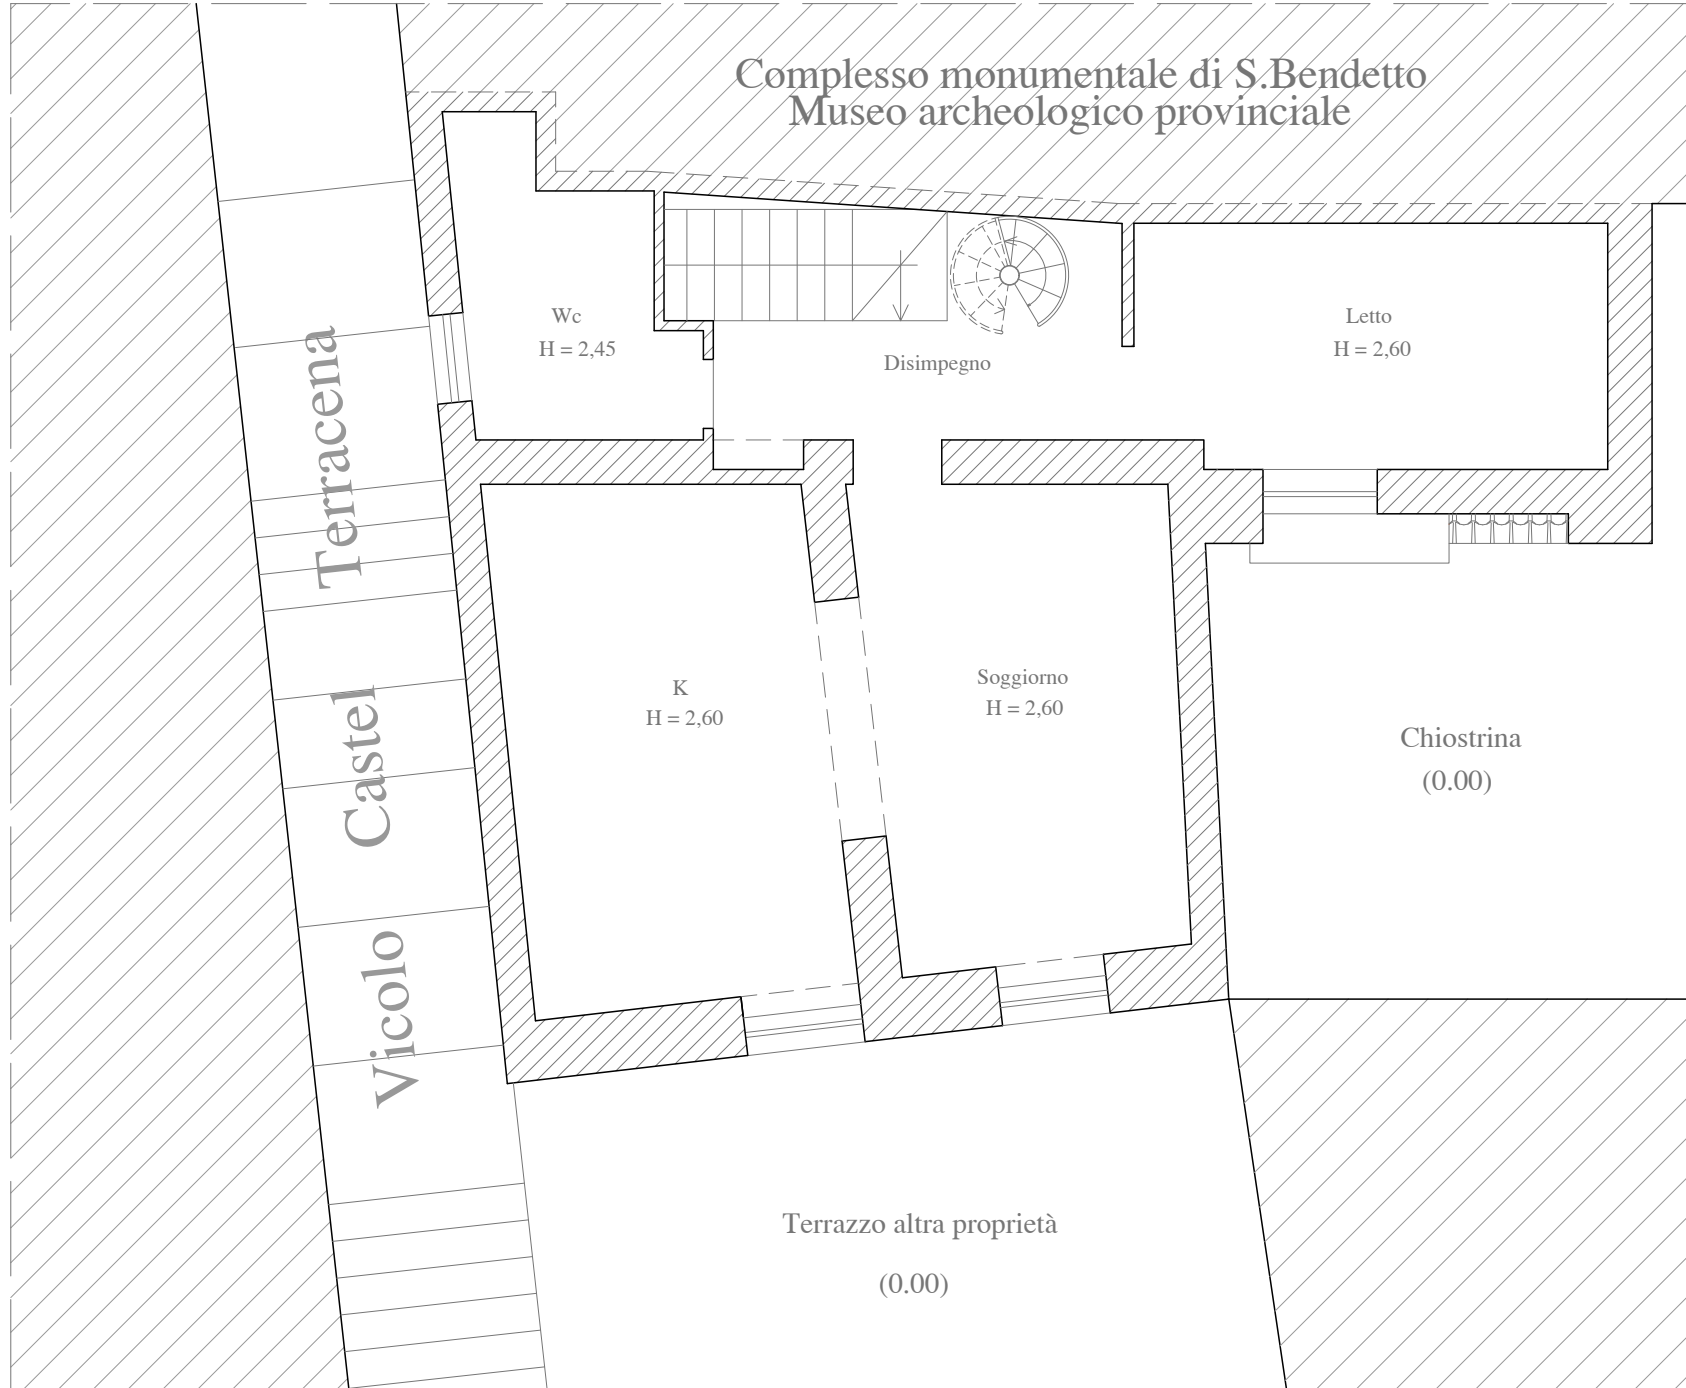 Complesso monumentale di S.Bendetto
Museo archeologico provinciale
Wc
H = 2,45
Disimpegno
Letto
H = 2,60
K
H = 2,60
Soggiorno
H = 2,60
Chiostrina
(0.00)
Vicolo Castel Terracena
Terrazzo altra proprietà
(0.00)